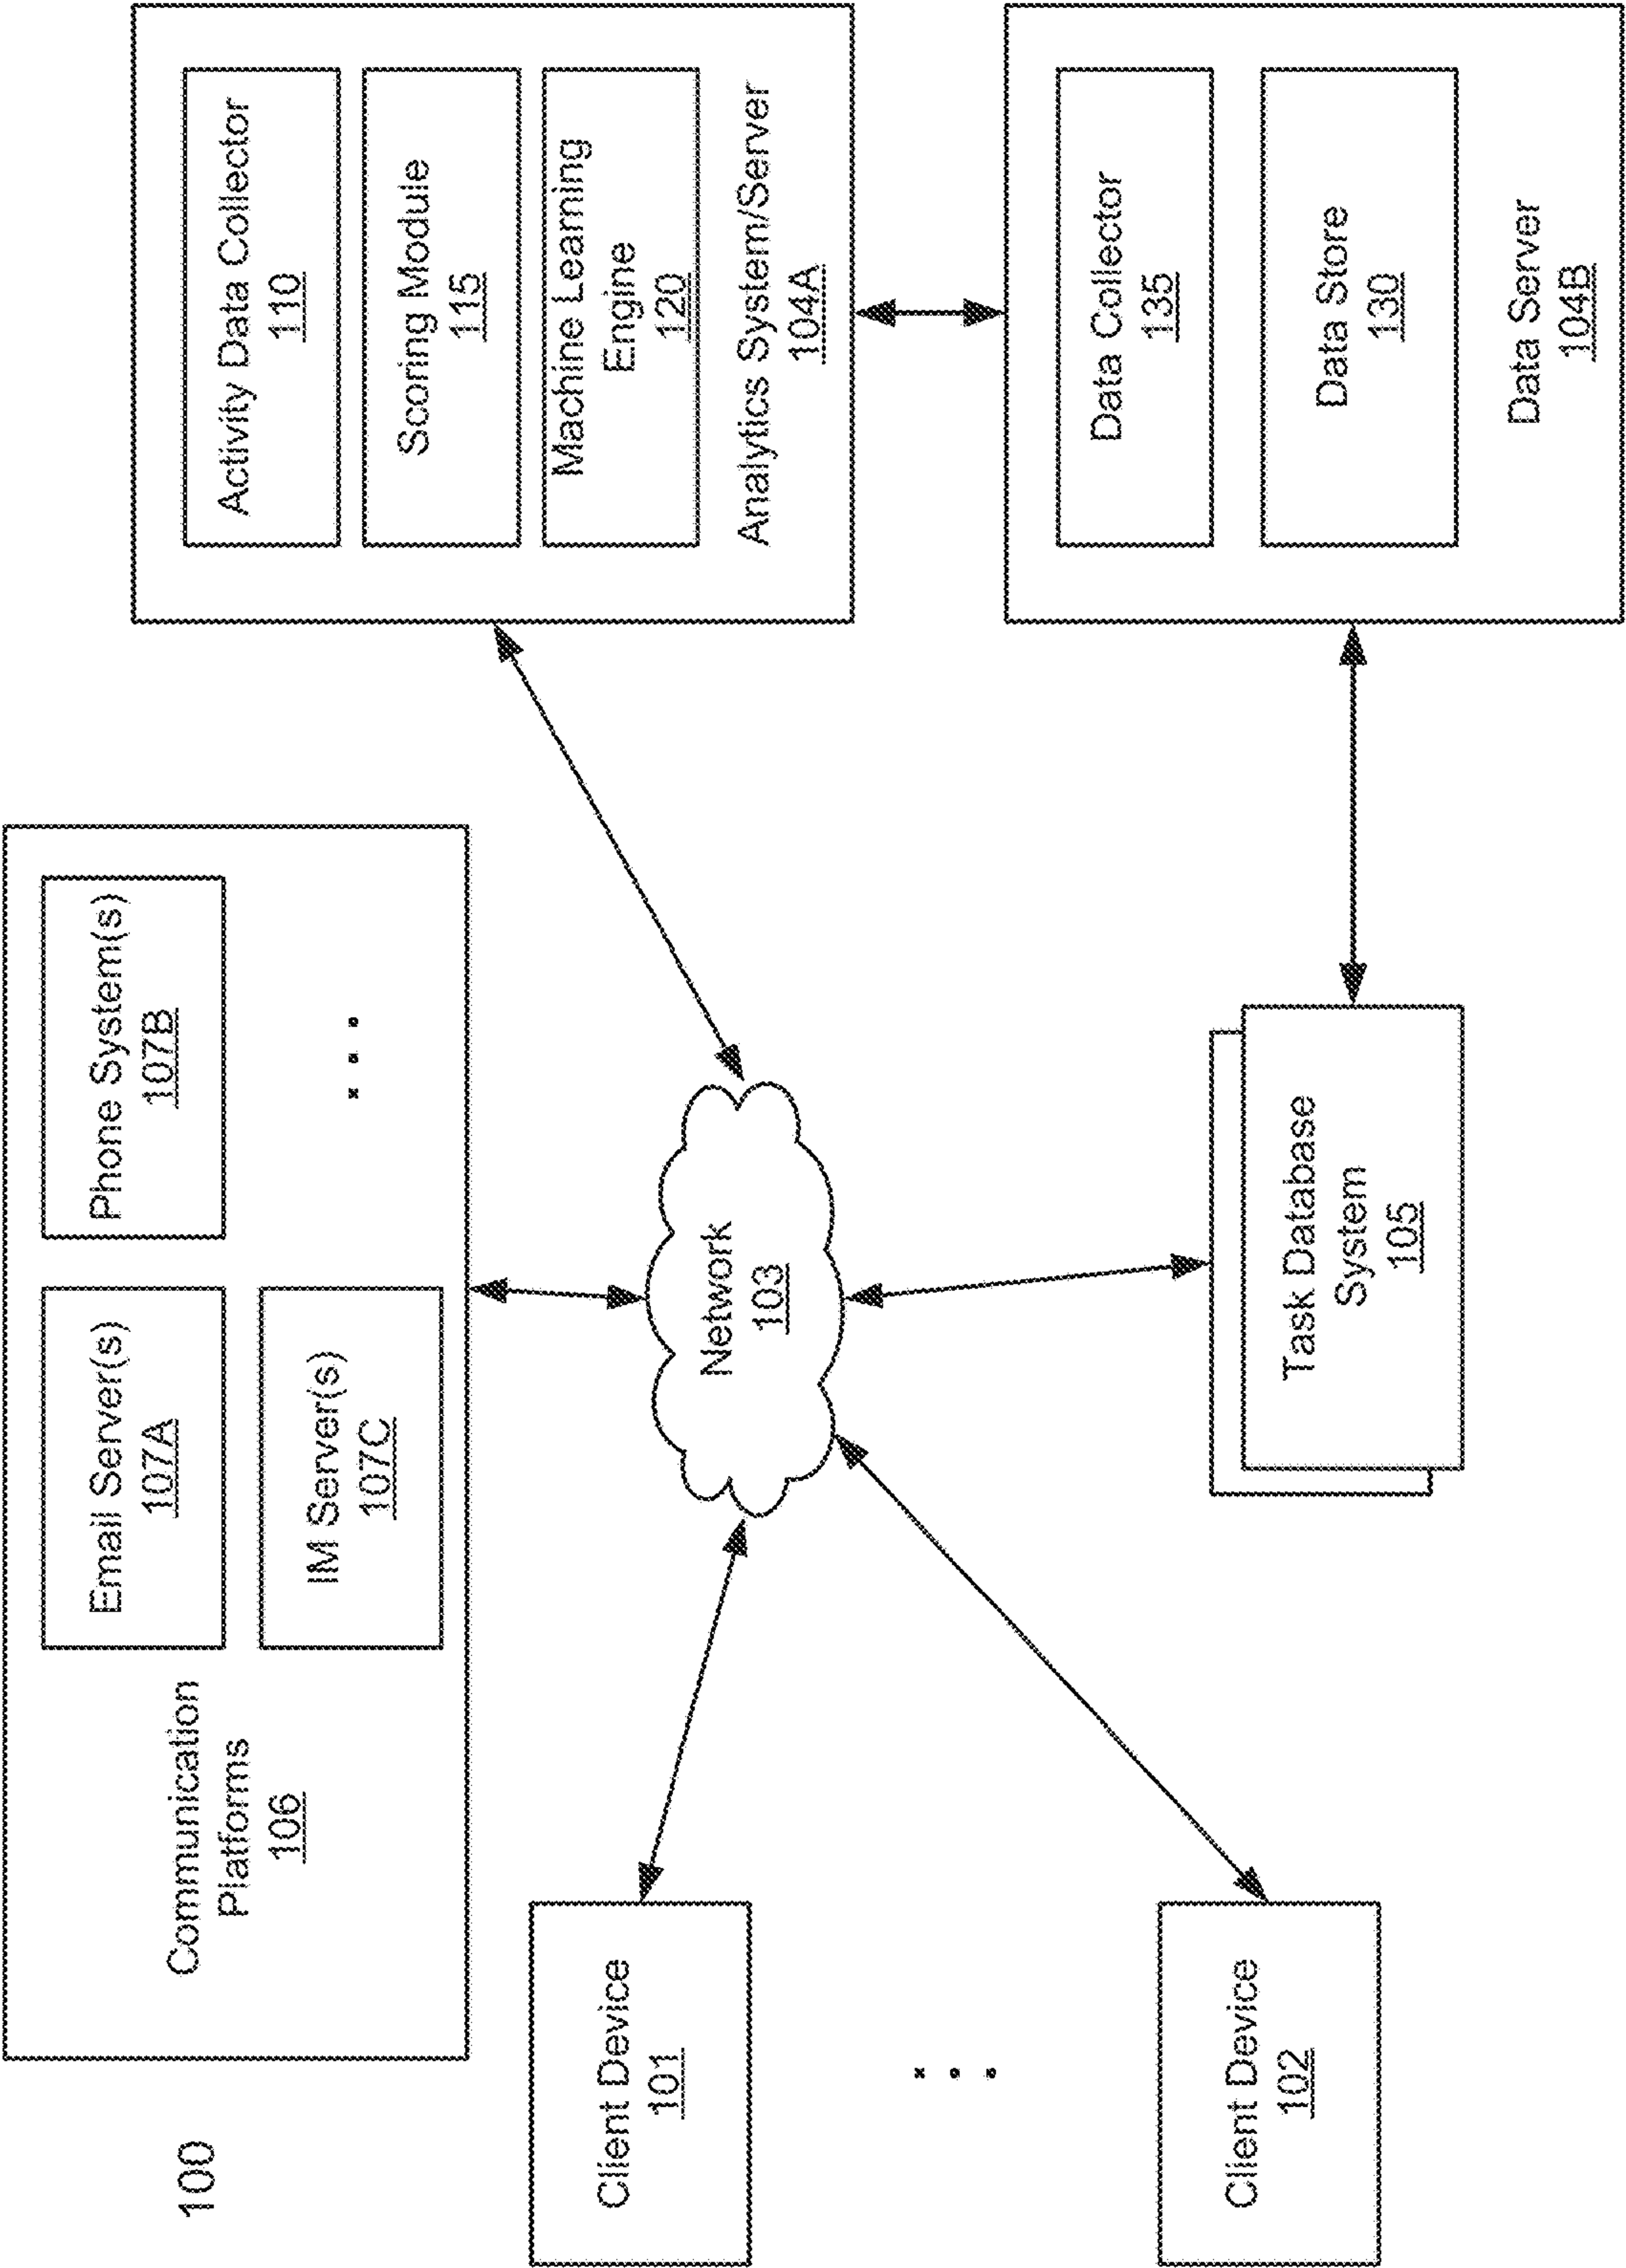 100
Communication
Platforms
106
Email Server(s)
107A
Phone System(s)
107B
IM Server(s)
107C
. . .
Client Device
101
. . .
Client Device
102
Network
103
Task Database
System
105
Activity Data Collector
110
Scoring Module
115
Machine Learning
Engine
120
Analytics System/Server
104A
Data Collector
135
Data Store
130
Data Server
104B